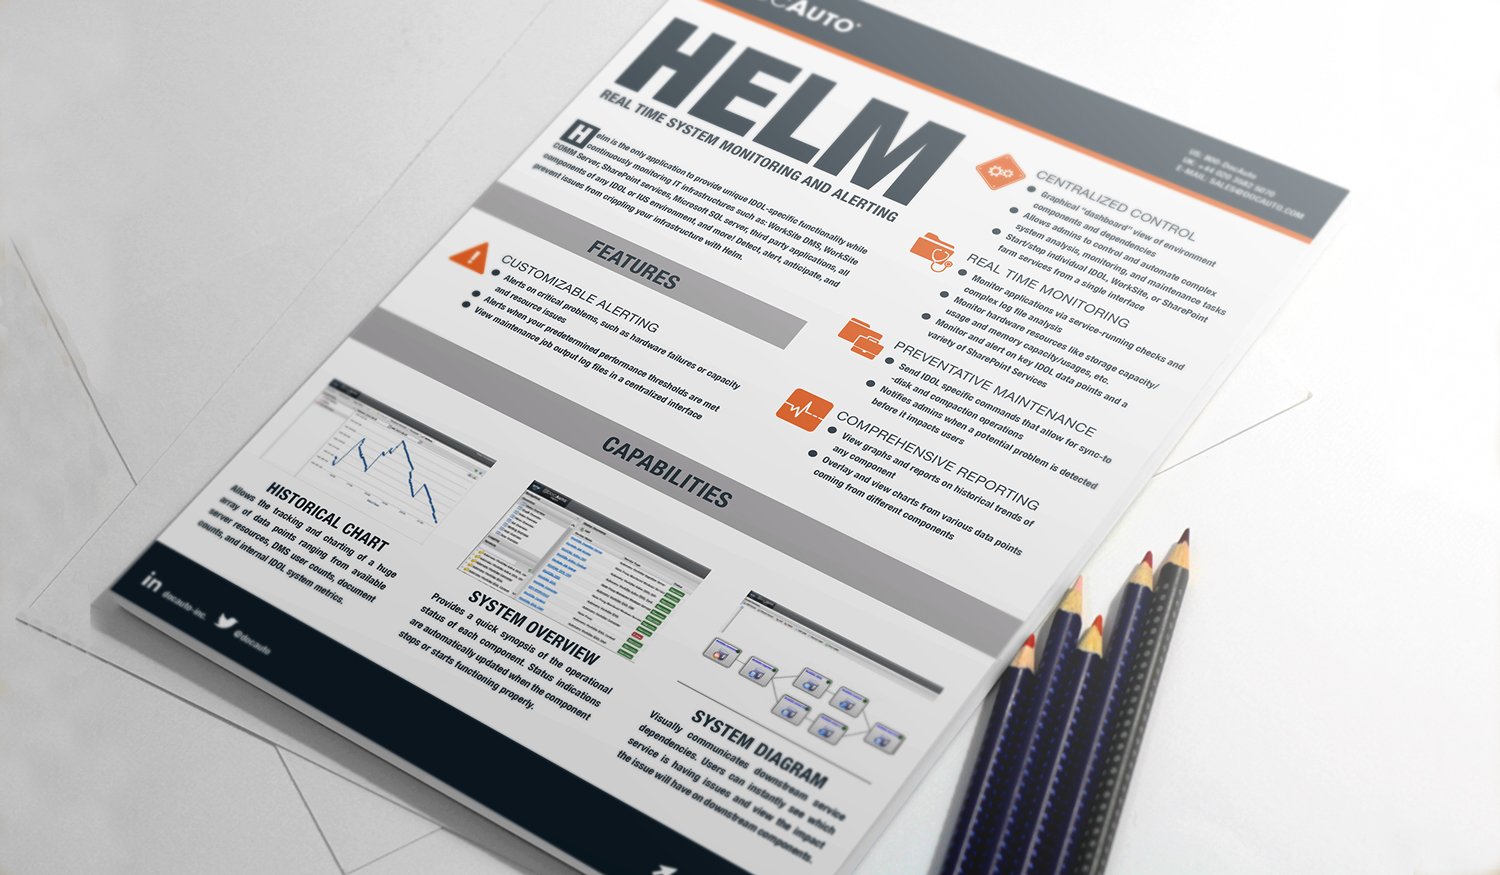 DOCAUTO
HELM
REAL TIME SYSTEM MONITORING AND ALERTING
US: 800-DocAuto
E-MAIL: SALES@DOCAUTO.COM
Helm is the only application to provide unique IDOL-specific functionality while
continuously monitoring IT infrastructures such as: WorkSite DMS, WorkSite
COMM Server, SharePoint services, Microsoft SQL server, third party applications, all
components of any IDOL or IUS environment, and more! Detect, alert, anticipate, and
prevent issues from crippling your infrastructure with Helm.
FEATURES
CUSTOMIZABLE ALERTING
Alerts on critical problems, such as hardware failures or capacity
and resource issues
Alerts when your predetermined performance thresholds are met
View maintenance job output log files in a centralized interface
CENTRALIZED CONTROL
Graphical "dashboard" view of environment
components and dependencies
Allows admins to control and automate complex
system analysis, monitoring, and maintenance tasks
Start/stop individual IDOL, WorkSite, or SharePoint
farm services from a single interface
REAL TIME MONITORING
Monitor applications via service-running checks and
complex log file analysis
Monitor hardware resources like storage capacity/
usage and memory capacity/usages, etc.
Monitor and alert on key IDOL data points and a
variety of SharePoint Services
PREVENTATIVE MAINTENANCE
Send IDOL specific commands that allow for sync-to
-disk and compaction operations
Notifies admins when a potential problem is detected
before it impacts users
COMPREHENSIVE REPORTING
View graphs and reports on historical trends of
any component
Overlay and view charts from various data points
coming from different components
CAPABILITIES
HISTORICAL CHART
Allows the tracking and charting of a huge
array of data points ranging from available
server resources, DMS user counts, document
counts, and internal IDOL system metrics.
SYSTEM OVERVIEW
Provides a quick synopsis of the operational
status of each component. Status indications
are automatically updated when the component
stops or starts functioning properly.
SYSTEM DIAGRAM
Visually communicates downstream service
dependencies. Users can instantly see which
service is having issues and view the impact
the issue will have on downstream components.
in docauto-inc.
@docauto